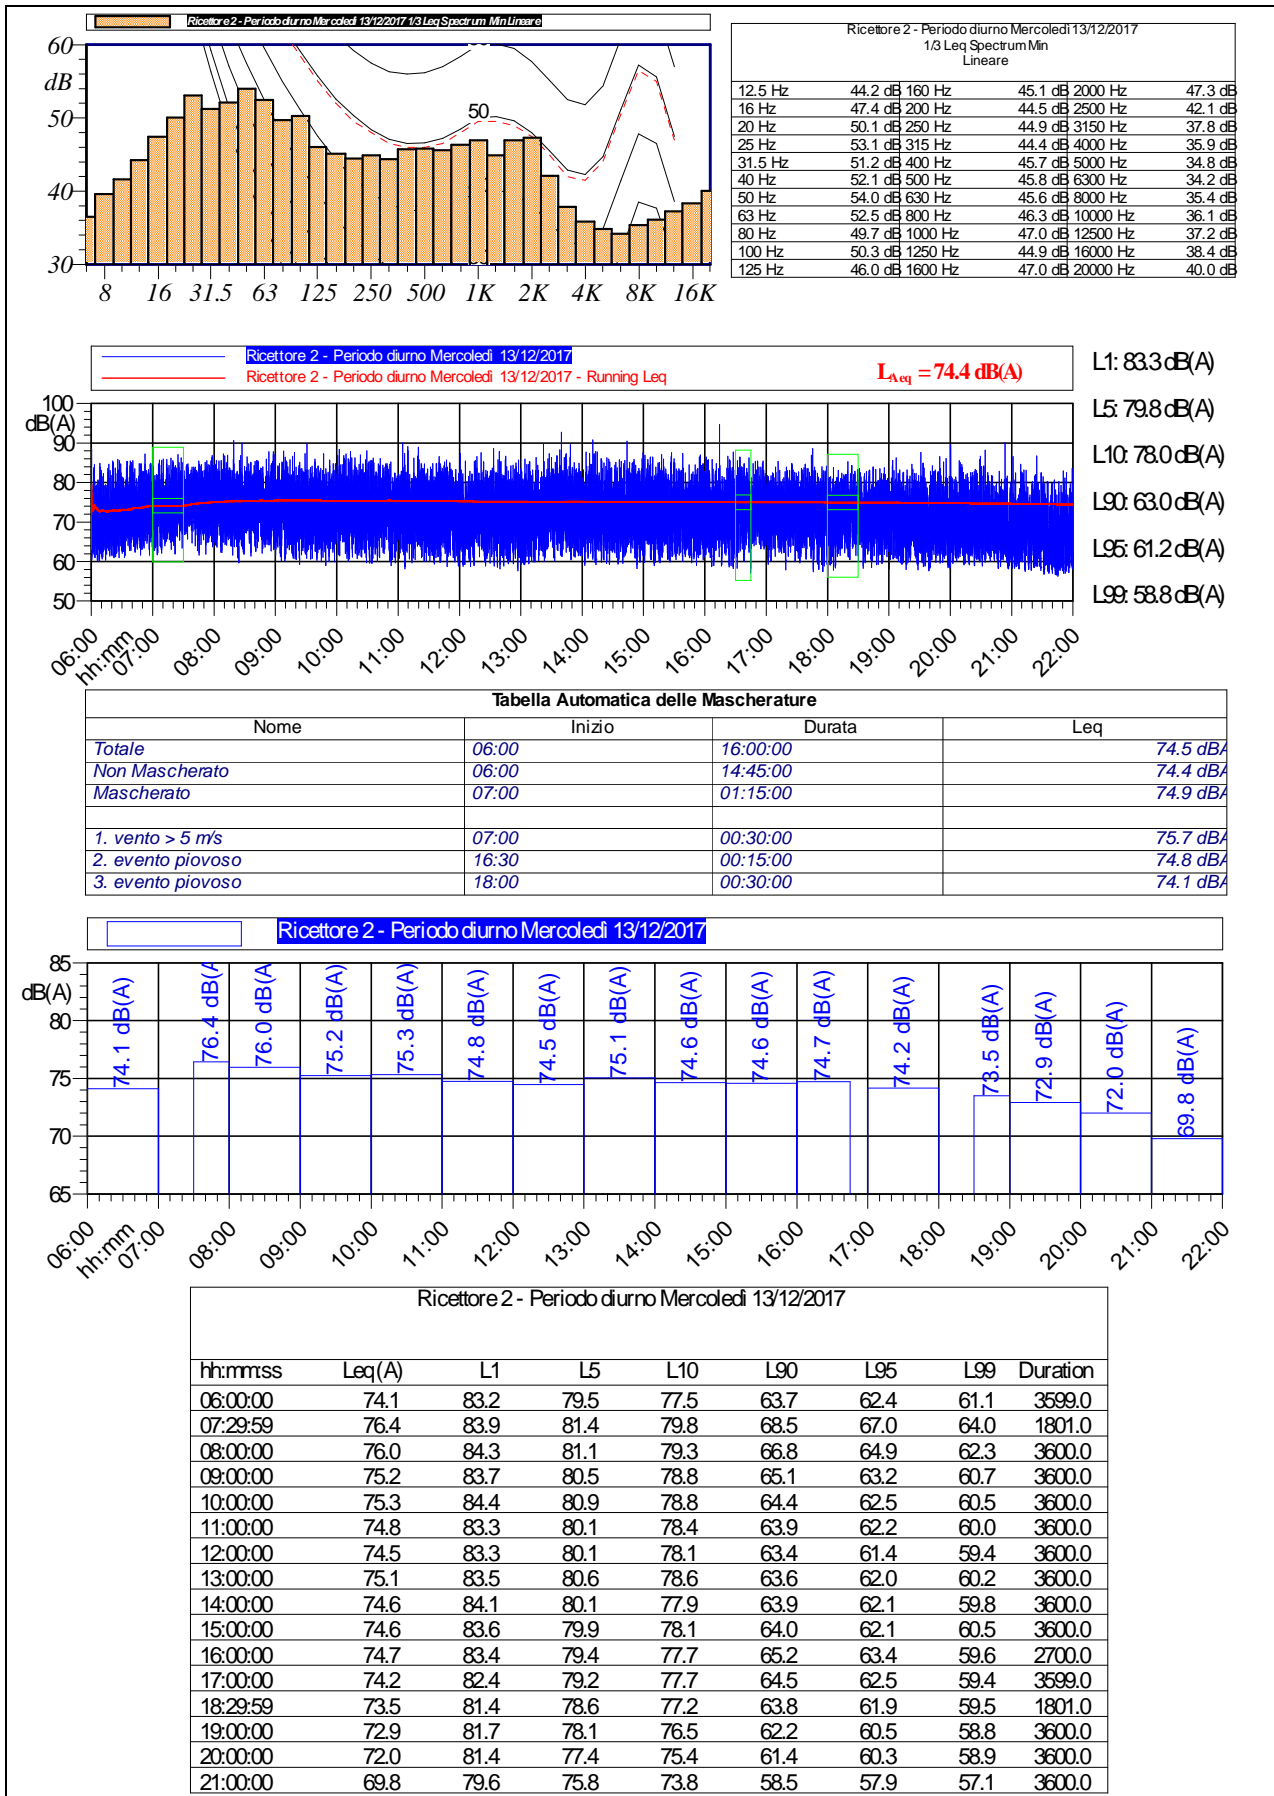 Ricettore 2 - Periodo diurno Mercoledì 13/12/2017 1/3 Leq Spectrum Min Lineare
60
dB
50
40
30
50
8 16 31.5 63 125 250 500 1K 2K 4K 8K 16K
Ricettore 2 - Periodo diurno Mercoledì 13/12/2017
1/3 Leq Spectrum Min
Lineare
12.5 Hz 44.2 dB 160 Hz 45.1 dB 2000 Hz 47.3 dB
16 Hz 47.4 dB 200 Hz 44.5 dB 2500 Hz 42.1 dB
20 Hz 50.1 dB 250 Hz 44.9 dB 3150 Hz 37.8 dB
25 Hz 53.1 dB 315 Hz 44.4 dB 4000 Hz 35.9 dB
31.5 Hz 51.2 dB 400 Hz 45.7 dB 5000 Hz 34.8 dB
40 Hz 52.1 dB 500 Hz 45.8 dB 6300 Hz 34.2 dB
50 Hz 54.0 dB 630 Hz 45.6 dB 8000 Hz 35.4 dB
63 Hz 52.5 dB 800 Hz 46.3 dB 10000 Hz 36.1 dB
80 Hz 49.7 dB 1000 Hz 47.0 dB 12500 Hz 37.2 dB
100 Hz 50.3 dB 1250 Hz 44.9 dB 16000 Hz 38.4 dB
125 Hz 46.0 dB 1600 Hz 47.0 dB 20000 Hz 40.0 dB
Ricettore 2 - Periodo diurno Mercoledì 13/12/2017
Ricettore 2 - Periodo diurno Mercoledì 13/12/2017 - Running Leq
LAeq = 74.4 dB(A)
100
dB(A)
90
80
70
60
50
06:00 hh:mm 07:00 08:00 09:00 10:00 11:00 12:00 13:00 14:00 15:00 16:00 17:00 18:00 19:00 20:00 21:00 22:00
L1: 83.3 dB(A)
L5: 79.8 dB(A)
L10: 78.0 dB(A)
L90: 63.0 dB(A)
L95: 61.2 dB(A)
L99: 58.8 dB(A)
Tabella Automatica delle Mascherature
Nome Inizio Durata Leq
Totale 06:00 16:00:00 74.5 dBA
Non Mascherato 06:00 14:45:00 74.4 dBA
Mascherato 07:00 01:15:00 74.9 dBA
1. vento > 5 m/s 07:00 00:30:00 75.7 dBA
2. evento piovoso 16:30 00:15:00 74.8 dBA
3. evento piovoso 18:00 00:30:00 74.1 dBA
Ricettore 2 - Periodo diurno Mercoledì 13/12/2017
85
dB(A)
80
75
70
65
74.1 dB(A)
76.4 dB(A
76.0 dB(A
75.2 dB(A)
75.3 dB(A)
74.8 dB(A)
74.5 dB(A)
75.1 dB(A)
74.6 dB(A)
74.6 dB(A)
74.7 dB(A)
74.2 dB(A)
73.5 dB(A)
72.9 dB(A)
72.0 dB(A)
69.8 dB(A)
06:00 hh:mm 07:00 08:00 09:00 10:00 11:00 12:00 13:00 14:00 15:00 16:00 17:00 18:00 19:00 20:00 21:00 22:00
Ricettore 2 - Periodo diurno Mercoledì 13/12/2017
hh:mm:ss Leq(A) L1 L5 L10 L90 L95 L99 Duration
06:00:00 74.1 83.2 79.5 77.5 63.7 62.4 61.1 3599.0
07:29:59 76.4 83.9 81.4 79.8 68.5 67.0 64.0 1801.0
08:00:00 76.0 84.3 81.1 79.3 66.8 64.9 62.3 3600.0
09:00:00 75.2 83.7 80.5 78.8 65.1 63.2 60.7 3600.0
10:00:00 75.3 84.4 80.9 78.8 64.4 62.5 60.5 3600.0
11:00:00 74.8 83.3 80.1 78.4 63.9 62.2 60.0 3600.0
12:00:00 74.5 83.3 80.1 78.1 63.4 61.4 59.4 3600.0
13:00:00 75.1 83.5 80.6 78.6 63.6 62.0 60.2 3600.0
14:00:00 74.6 84.1 80.1 77.9 63.9 62.1 59.8 3600.0
15:00:00 74.6 83.6 79.9 78.1 64.0 62.1 60.5 3600.0
16:00:00 74.7 83.4 79.4 77.7 65.2 63.4 59.6 2700.0
17:00:00 74.2 82.4 79.2 77.7 64.5 62.5 59.4 3599.0
18:29:59 73.5 81.4 78.6 77.2 63.8 61.9 59.5 1801.0
19:00:00 72.9 81.7 78.1 76.5 62.2 60.5 58.8 3600.0
20:00:00 72.0 81.4 77.4 75.4 61.4 60.3 58.9 3600.0
21:00:00 69.8 79.6 75.8 73.8 58.5 57.9 57.1 3600.0